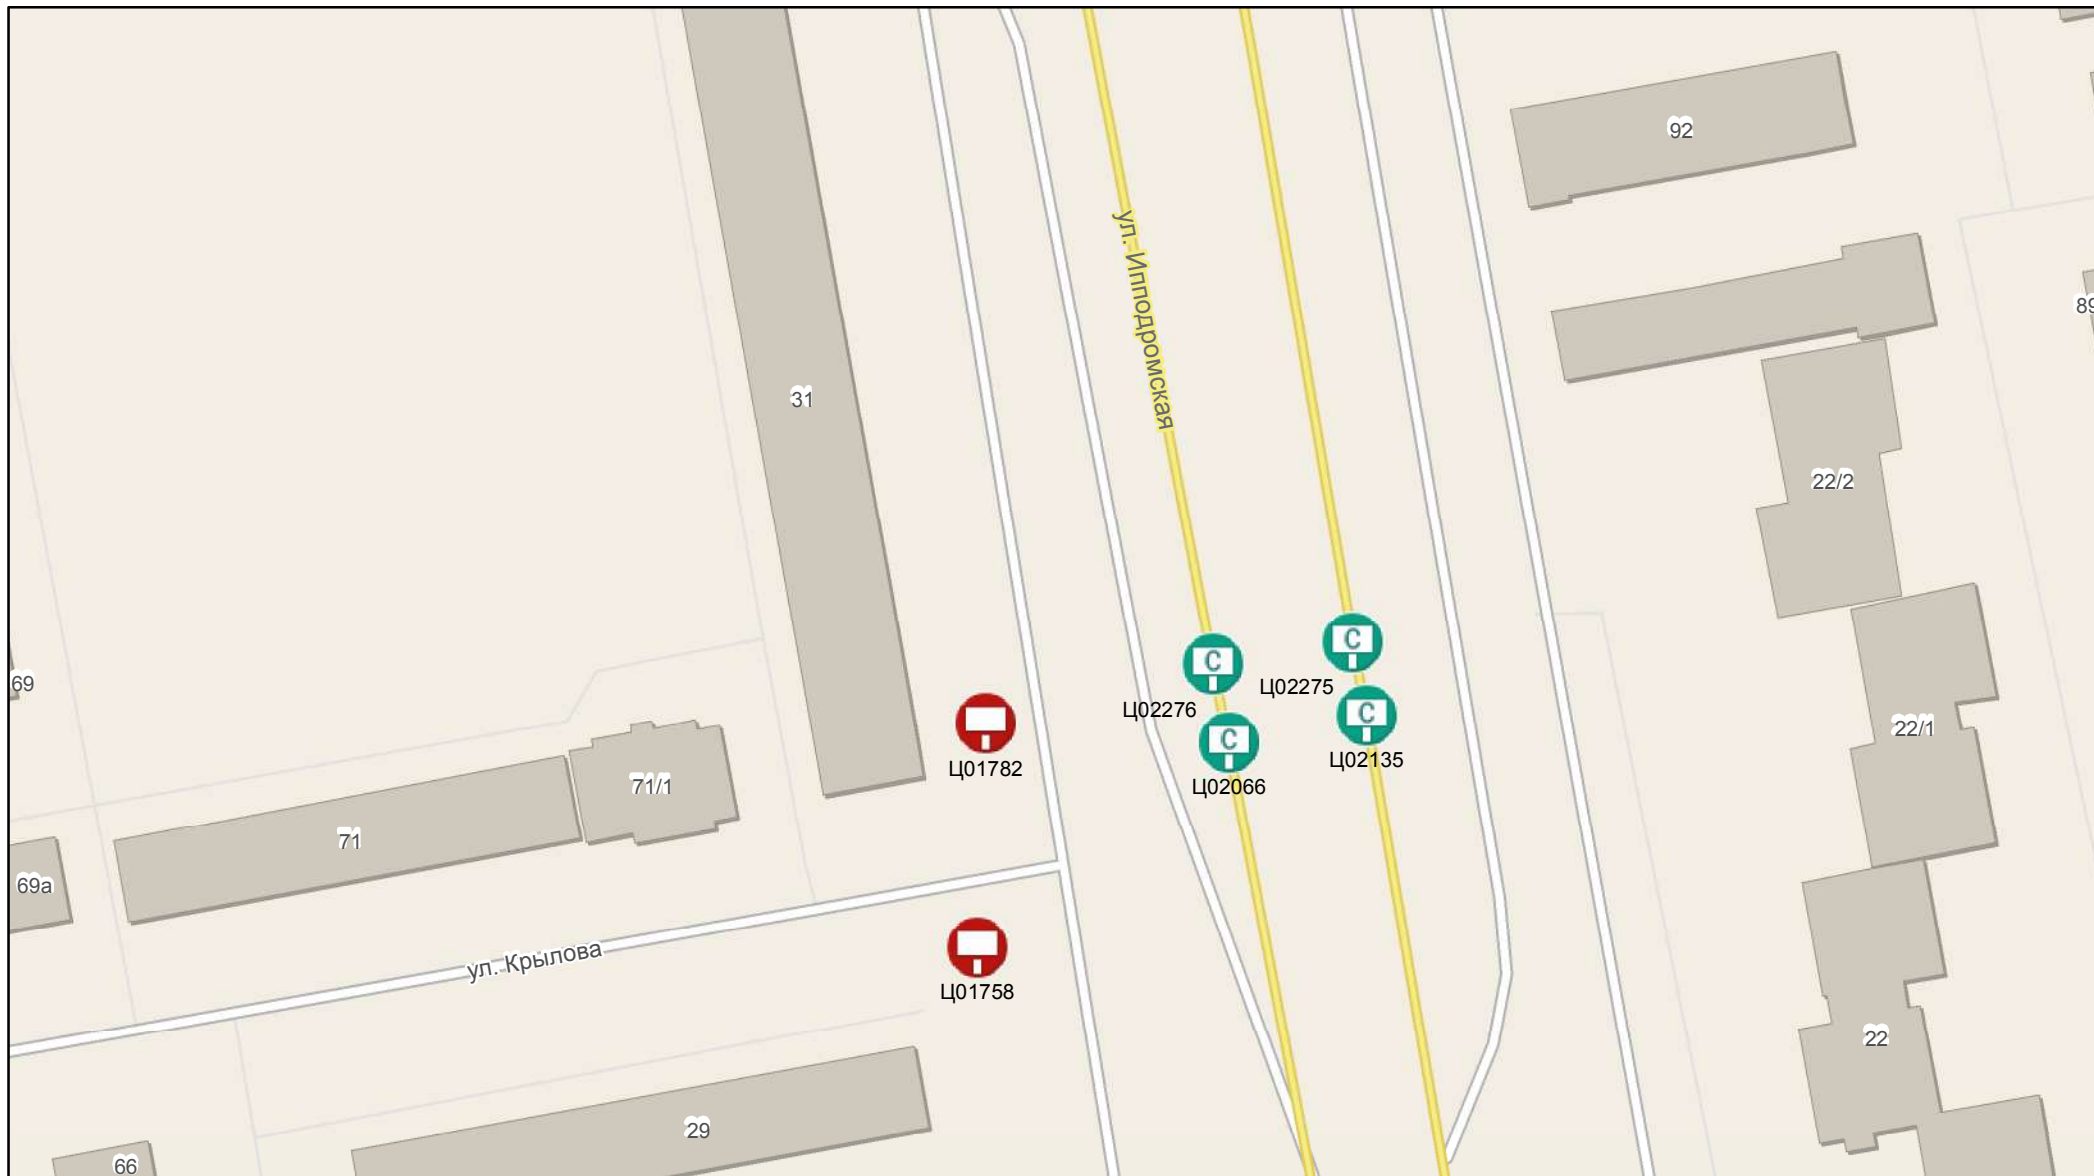 92
ул. Ипподромская
89
31
22/2
С
С
69
Ц02275
Ц02276
С
С
22/1
Ц01782
Ц02135
71/1
Ц02066
71
69а
ул. Крылова
Ц01758
22
29
66